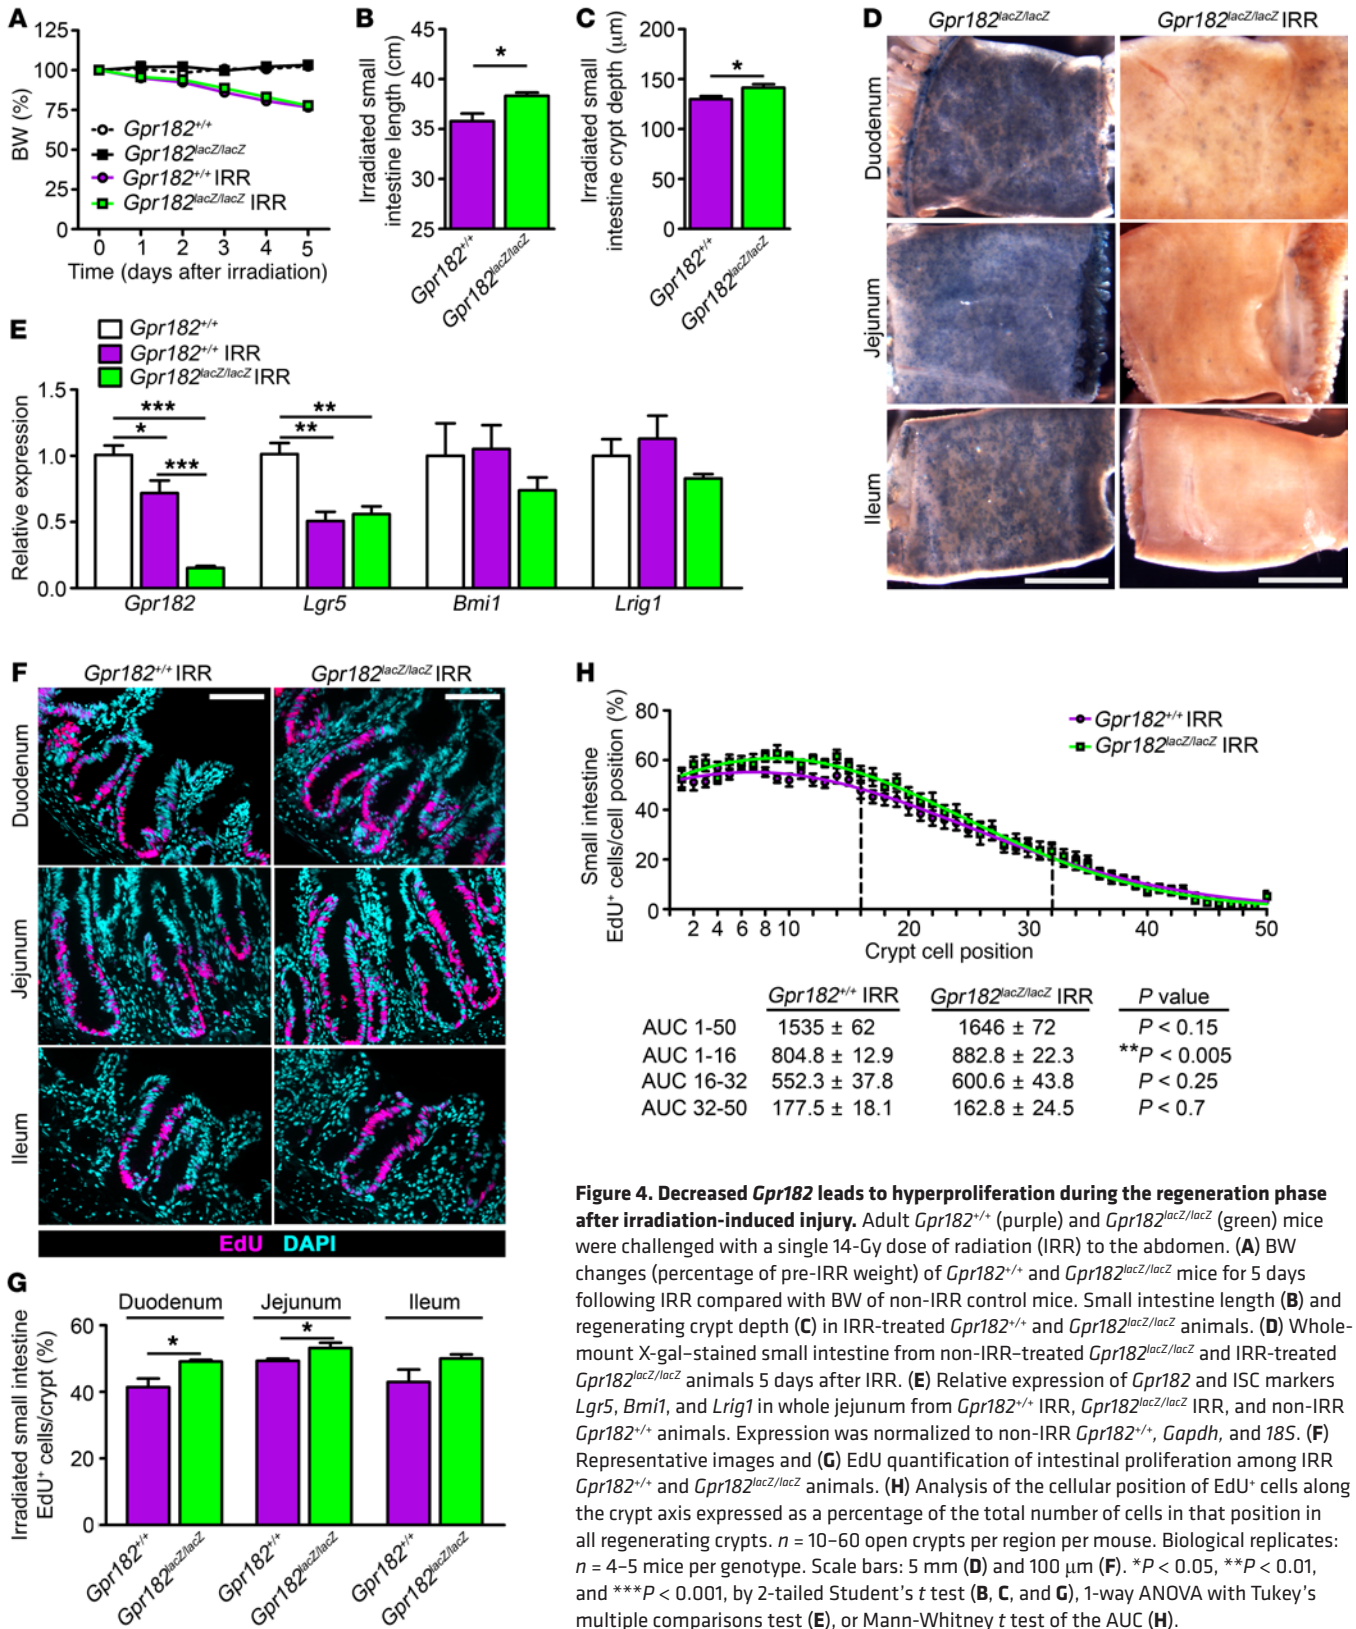 A
BW (%)
125
100
75
50
25
0
Gpr182+/+
Gpr182lacZ/lacZ
Gpr182+/+ IRR
Gpr182lacZ/lacZ IRR
0 1 2 3 4 5
Time (days after irradiation)
B
Irradiated small
intestine length (cm)
45
40
35
30
25
*
Gpr182+/+
Gpr182lacZ/lacZ
C
Irradiated small
intestine crypt depth (μm)
200
150
100
50
0
*
Gpr182+/+
Gpr182lacZ/lacZ
D
Gpr182lacZ/lacZ
Gpr182lacZ/lacZ IRR
Duodenum
Jejunum
Ileum
E
Gpr182+/+
Gpr182+/+ IRR
Gpr182lacZ/lacZ IRR
Relative expression
1.5
1.0
0.5
0.0
***
*
***
**
**
Gpr182 Lgr5 Bmi1 Lrig1
F
Gpr182+/+ IRR
Gpr182lacZ/lacZ IRR
Duodenum
Jejunum
Ileum
EdU DAPI
G
Irradiated small intestine
EdU+ cells/crypt (%)
60
40
20
0
Duodenum Jejunum Ileum
*
*
Gpr182+/+
Gpr182lacZ/lacZ
Gpr182+/+
Gpr182lacZ/lacZ
Gpr182+/+
Gpr182lacZ/lacZ
H
Small intestine
EdU+ cells/cell position (%)
80
60
40
20
0
Gpr182+/+ IRR
Gpr182lacZ/lacZ IRR
2 4 6 8 10 20 30 40 50
Crypt cell position
Gpr182+/+ IRR Gpr182lacZ/lacZ IRR P value
AUC 1-50 1535 ± 62 1646 ± 72 P < 0.15
AUC 1-16 804.8 ± 12.9 882.8 ± 22.3 **P < 0.005
AUC 16-32 552.3 ± 37.8 600.6 ± 43.8 P < 0.25
AUC 32-50 177.5 ± 18.1 162.8 ± 24.5 P < 0.7
Figure 4. Decreased Gpr182 leads to hyperproliferation during the regeneration phase
after irradiation-induced injury. Adult Gpr182+/+ (purple) and Gpr182lacZ/lacZ (green) mice
were challenged with a single 14-Gy dose of radiation (IRR) to the abdomen. (A) BW
changes (percentage of pre-IRR weight) of Gpr182+/+ and Gpr182lacZ/lacZ mice for 5 days
following IRR compared with BW of non-IRR control mice. Small intestine length (B) and
regenerating crypt depth (C) in IRR-treated Gpr182+/+ and Gpr182lacZ/lacZ animals. (D) Whole-
mount X-gal–stained small intestine from non-IRR–treated Gpr182lacZ/lacZ and IRR-treated
Gpr182lacZ/lacZ animals 5 days after IRR. (E) Relative expression of Gpr182 and ISC markers
Lgr5, Bmi1, and Lrig1 in whole jejunum from Gpr182+/+ IRR, Gpr182lacZ/lacZ IRR, and non-IRR
Gpr182+/+ animals. Expression was normalized to non-IRR Gpr182+/+, Gapdh, and 18S. (F)
Representative images and (G) EdU quantification of intestinal proliferation among IRR
Gpr182+/+ and Gpr182lacZ/lacZ animals. (H) Analysis of the cellular position of EdU+ cells along
the crypt axis expressed as a percentage of the total number of cells in that position in
all regenerating crypts. n = 10–60 open crypts per region per mouse. Biological replicates:
n = 4–5 mice per genotype. Scale bars: 5 mm (D) and 100 μm (F). *P < 0.05, **P < 0.01,
and ***P < 0.001, by 2-tailed Student's t test (B, C, and G), 1-way ANOVA with Tukey's
multiple comparisons test (E), or Mann-Whitney t test of the AUC (H).